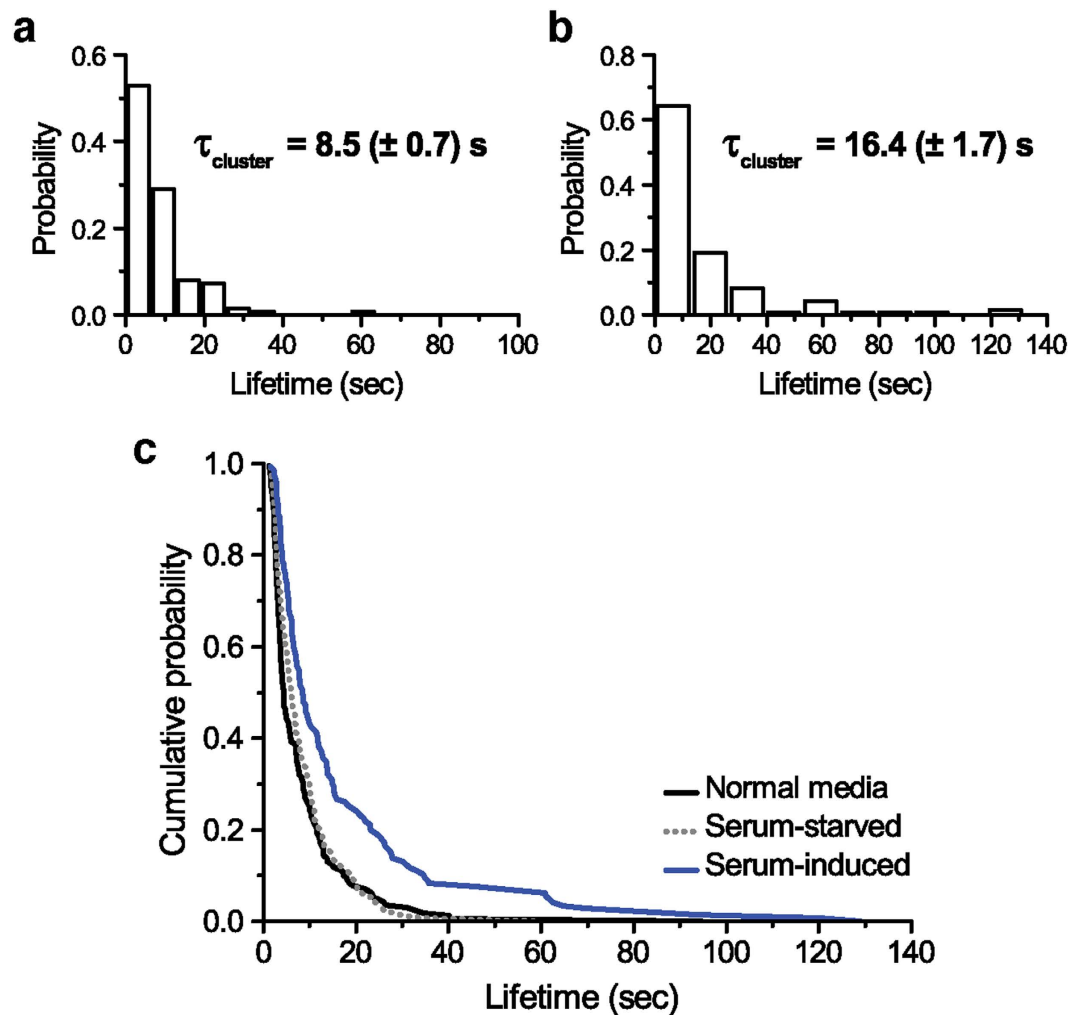 a
0.6
0.4
0.2
0.0
Probability
τcluster = 8.5 (± 0.7) s
0 20 40 60 80 100
Lifetime (sec)
b
0.8
0.6
0.4
0.2
0.0
Probability
τcluster = 16.4 (± 1.7) s
0 20 40 60 80 100 120 140
Lifetime (sec)
c
1.0
0.8
0.6
0.4
0.2
0.0
Cumulative probability
Normal media
Serum-starved
Serum-induced
0 20 40 60 80 100 120 140
Lifetime (sec)